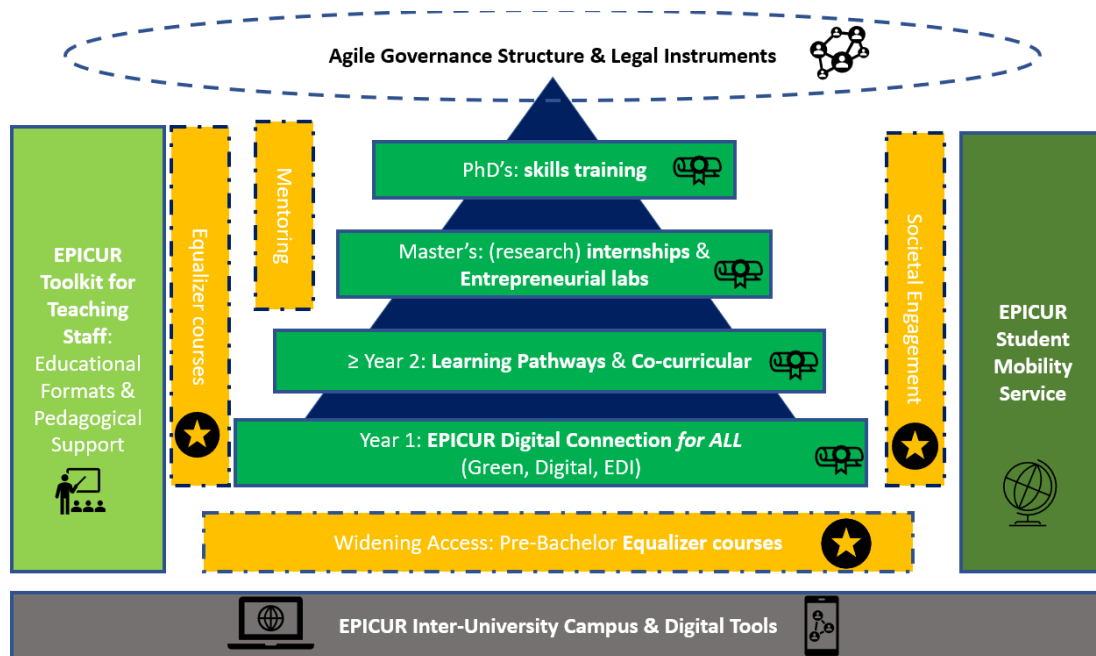 Agile Governance Structure & Legal Instruments
EPICUR
Toolkit for
Teaching
Staff:
Educational
Formats &
Pedagogical
Support
Equalizer courses
Mentoring
PhD's: skills training
Master's: (research) internships &
Entrepreneurial labs
≥ Year 2: Learning Pathways & Co-curricular
Year 1: EPICUR Digital Connection for ALL
(Green, Digital, EDI)
Societal Engagement
EPICUR
Student
Mobility
Service
Widening Access: Pre-Bachelor Equalizer courses
EPICUR Inter-University Campus & Digital Tools